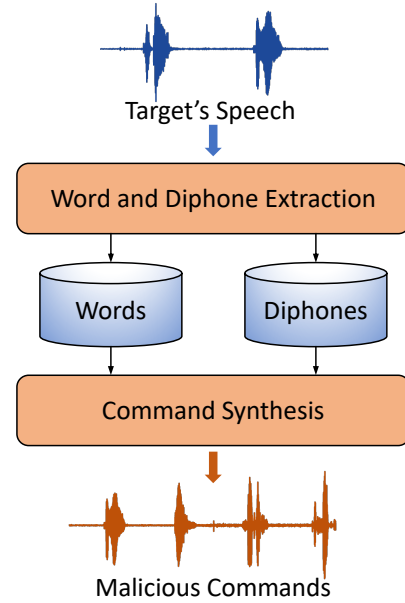 Target's Speech
Word and Diphone Extraction
Words
Diphones
Command Synthesis
Malicious Commands